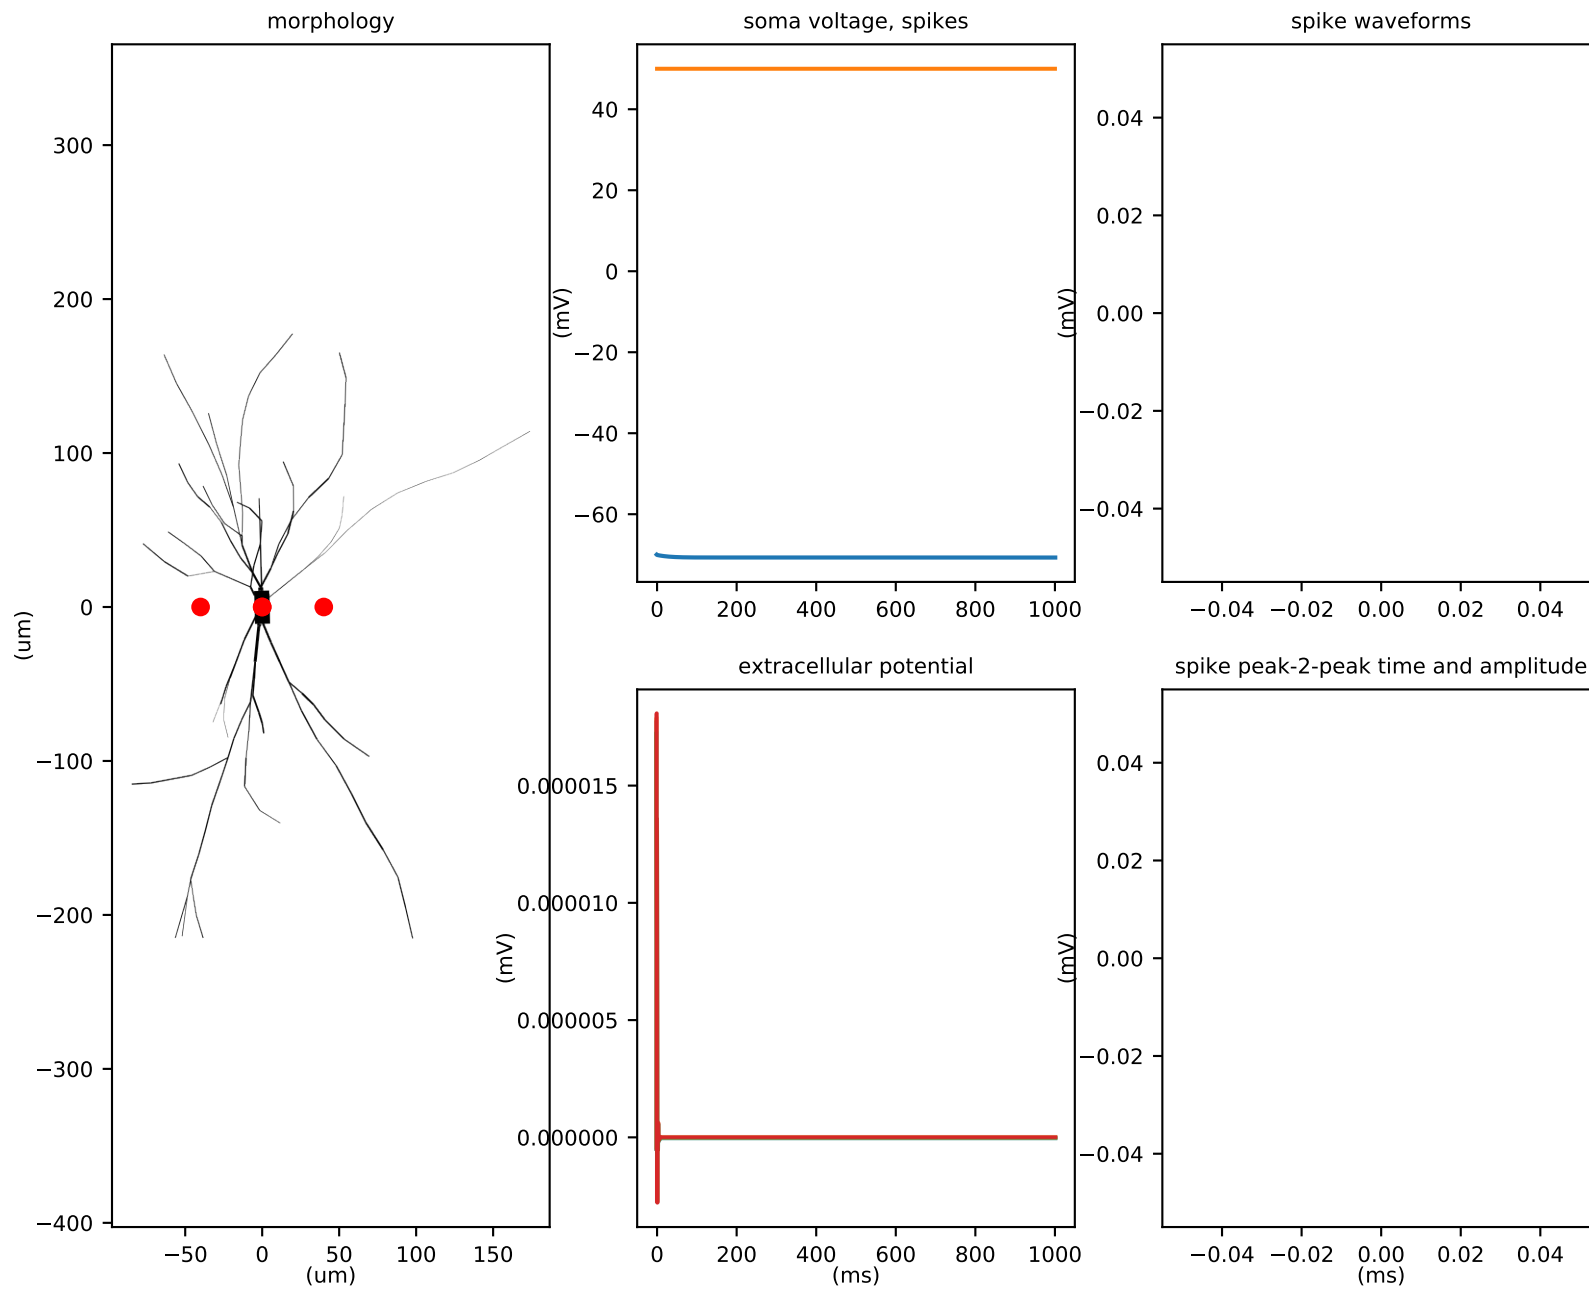 morphology
300
200
100
0
−100
−200
−300
−400
(um)
−50 0 50 100 150
(um)
soma voltage, spikes
40
20
0
−20
−40
−60
(mV)
0 200 400 600 800 1000
spike waveforms
0.04
0.02
0.00
−0.02
−0.04
(mV)
−0.04 −0.02 0.00 0.02 0.04
extracellular potential
0.000015
0.000010
0.000005
0.000000
(mV)
0 200 400 600 800 1000
(ms)
spike peak-2-peak time and amplitude
0.04
0.02
0.00
−0.02
−0.04
(mV)
−0.04 −0.02 0.00 0.02 0.04
(ms)